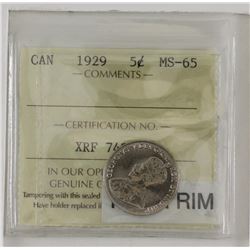 CAN 1929 5¢ MS-65
— COMMENTS —
CERTIFICATION NO. —
XRF 76
IN OUR OP
GENUINE C
Tampering with this sealed
Have holder replaced i
RIM